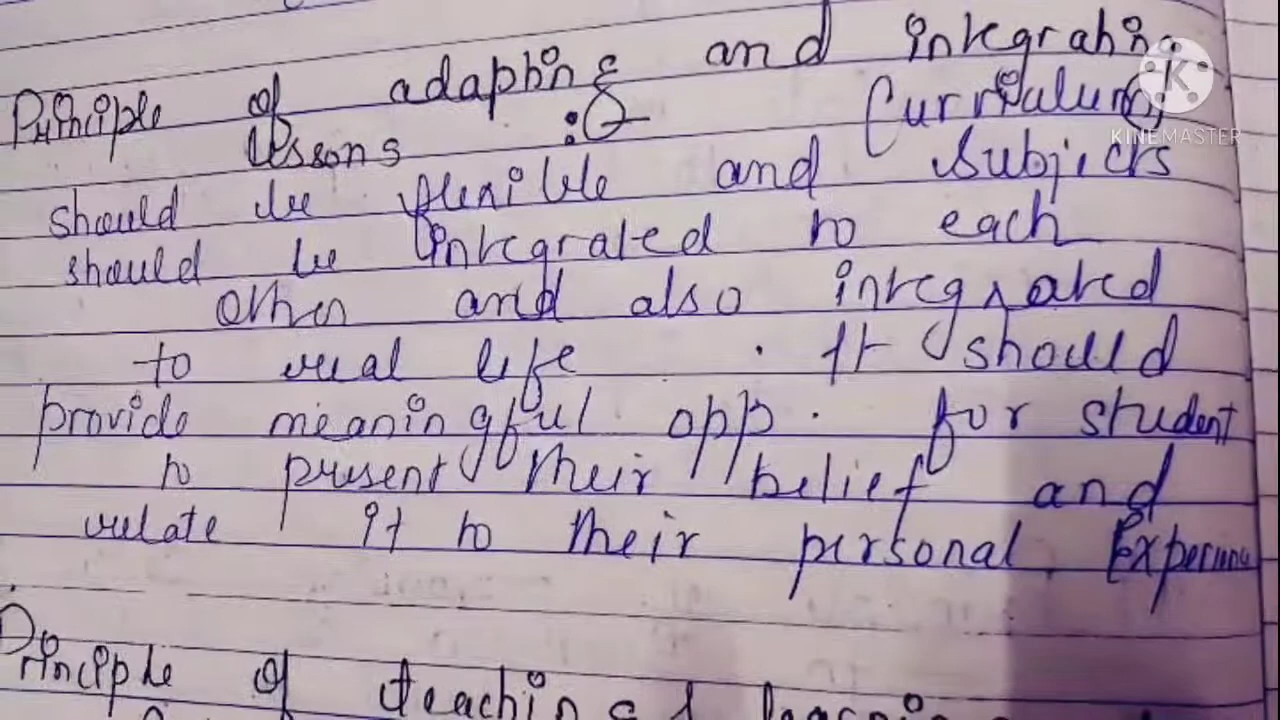 Principle of adapting and integrating
lessons :-
Curriculum
should be flexible and subjects
should be integrated to each
other and also integrated
to real life . It should
provide meaningful opp. for student
to present their belief and
relate it to their personal
Principle of teaching
KINEMASTER